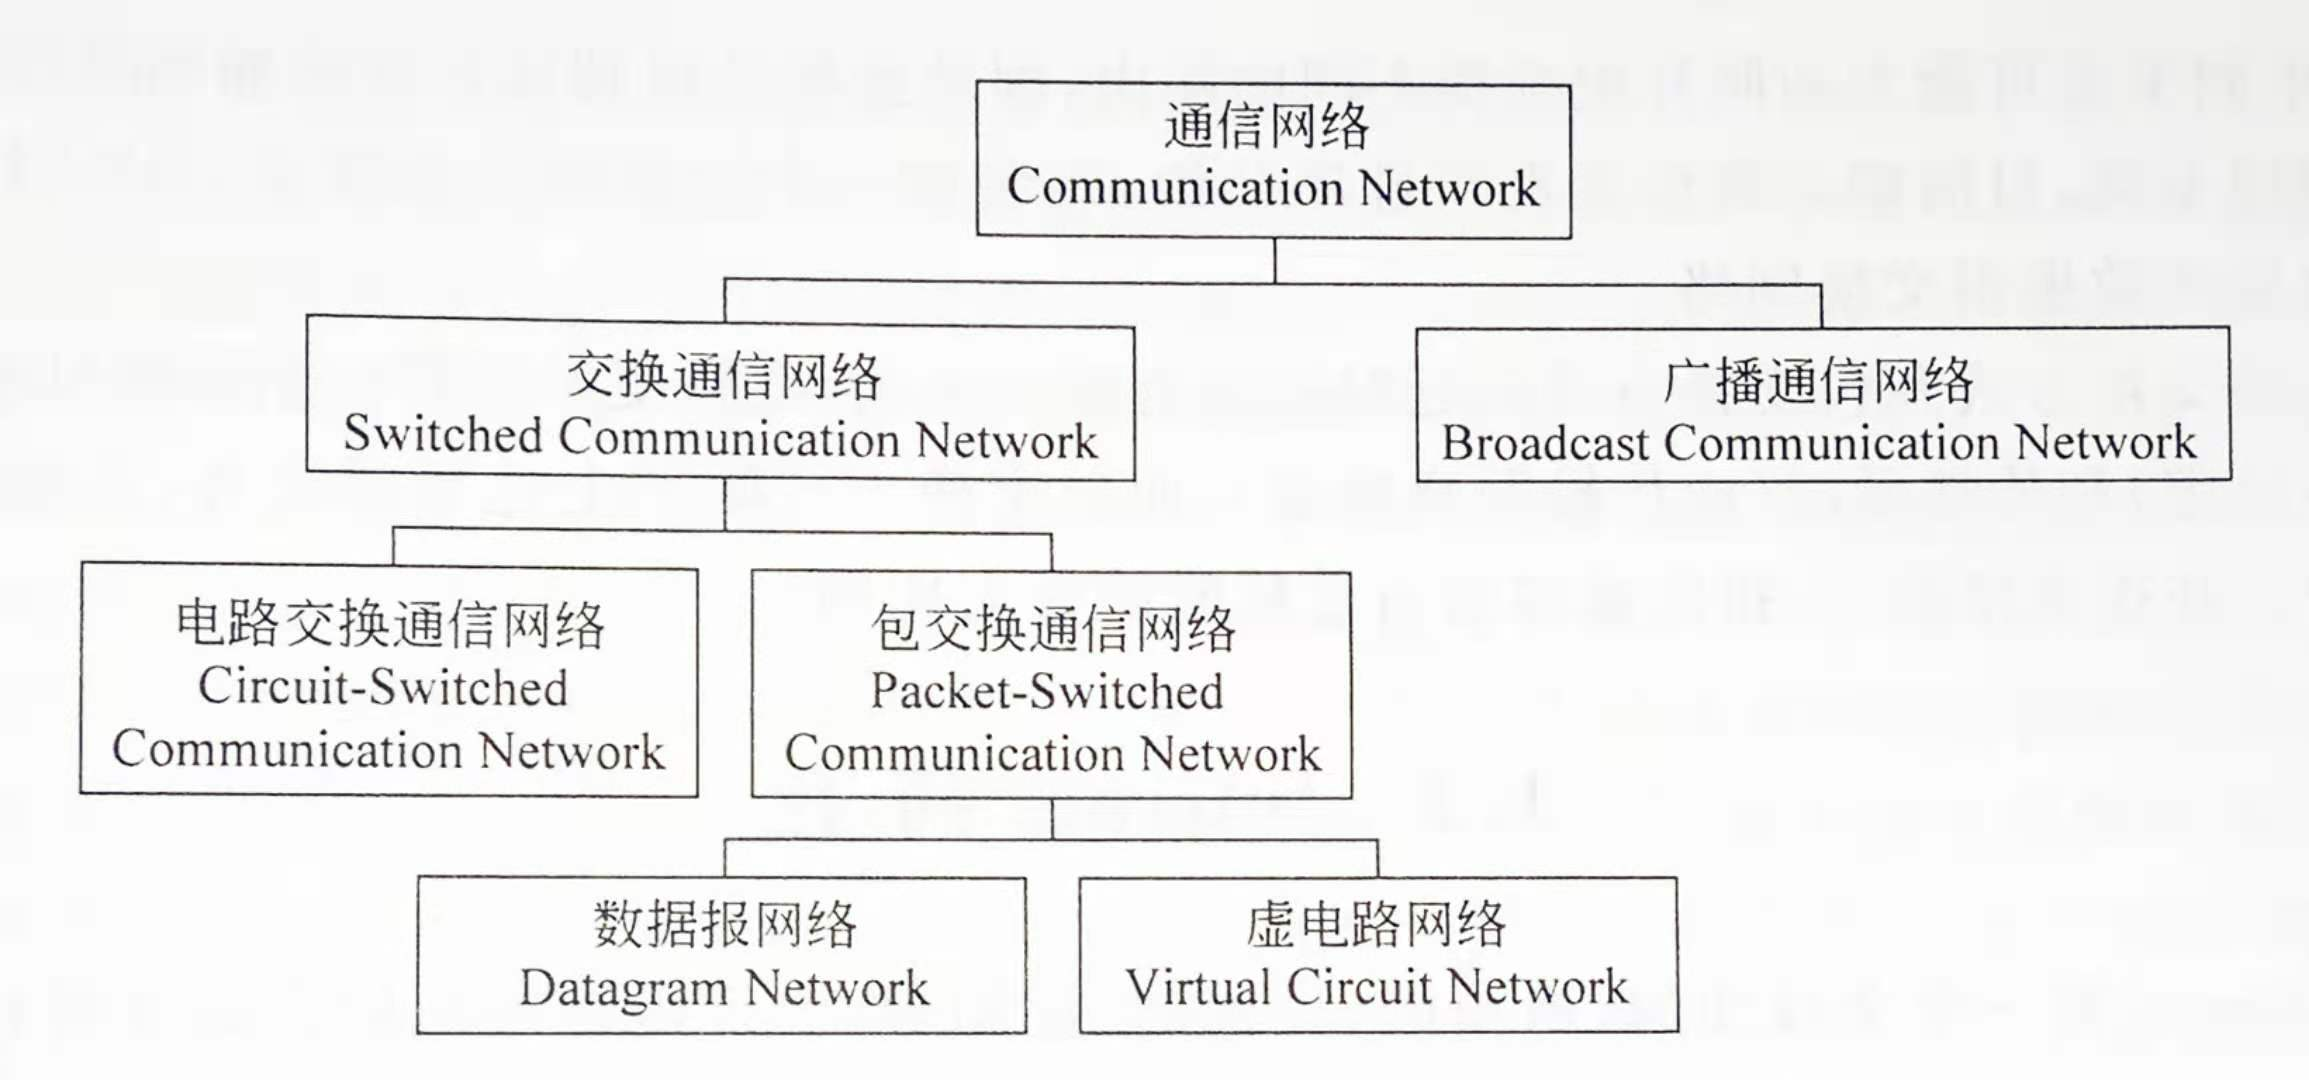 通信网络
Communication Network
交换通信网络
Switched Communication Network
广播通信网络
Broadcast Communication Network
电路交换通信网络
Circuit-Switched
Communication Network
包交换通信网络
Packet-Switched
Communication Network
数据报网络
Datagram Network
虚电路网络
Virtual Circuit Network